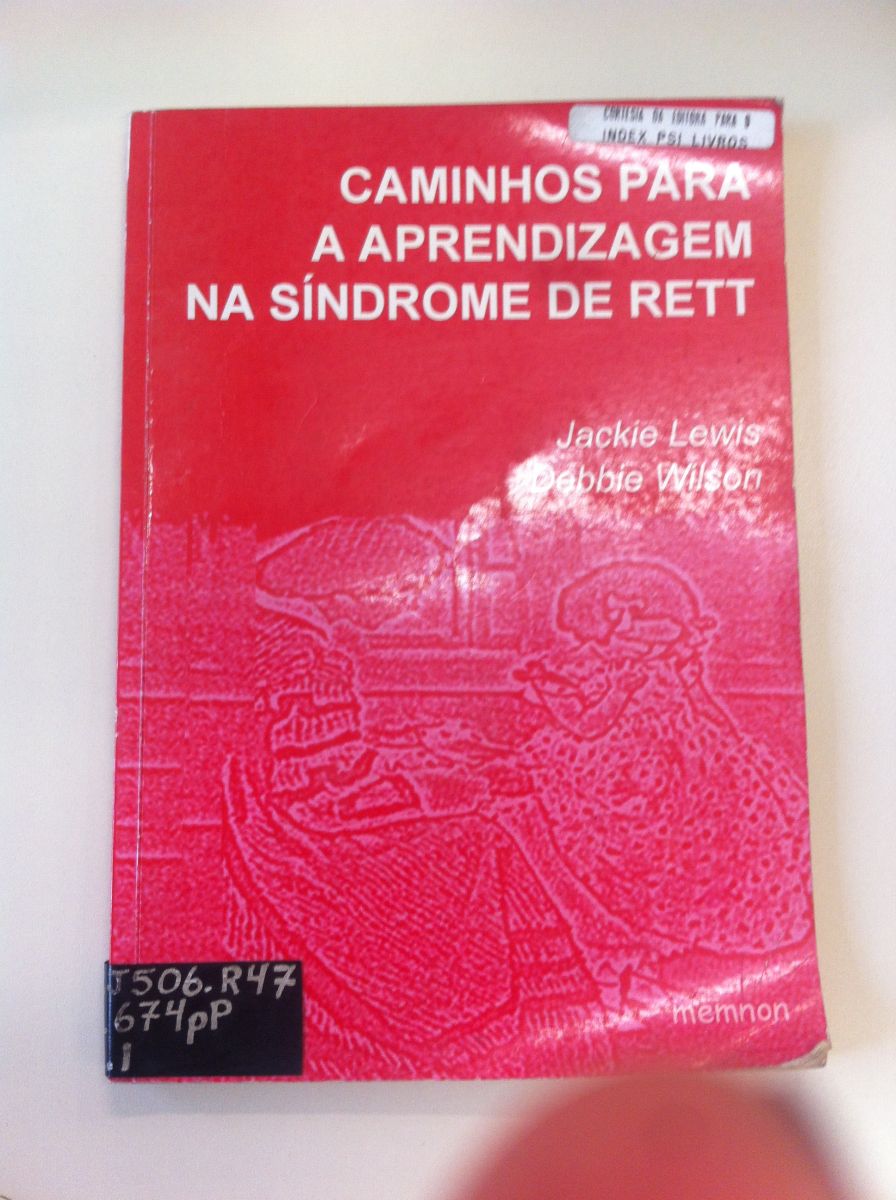 CORTESIA DA EDITORA PARA O
INDEX PSI LIVROS
CAMINHOS PARA
A APRENDIZAGEM
NA SÍNDROME DE RETT
Jackie Lewis
Debbie Wilson
J506.R47
674pP
.i
memnon